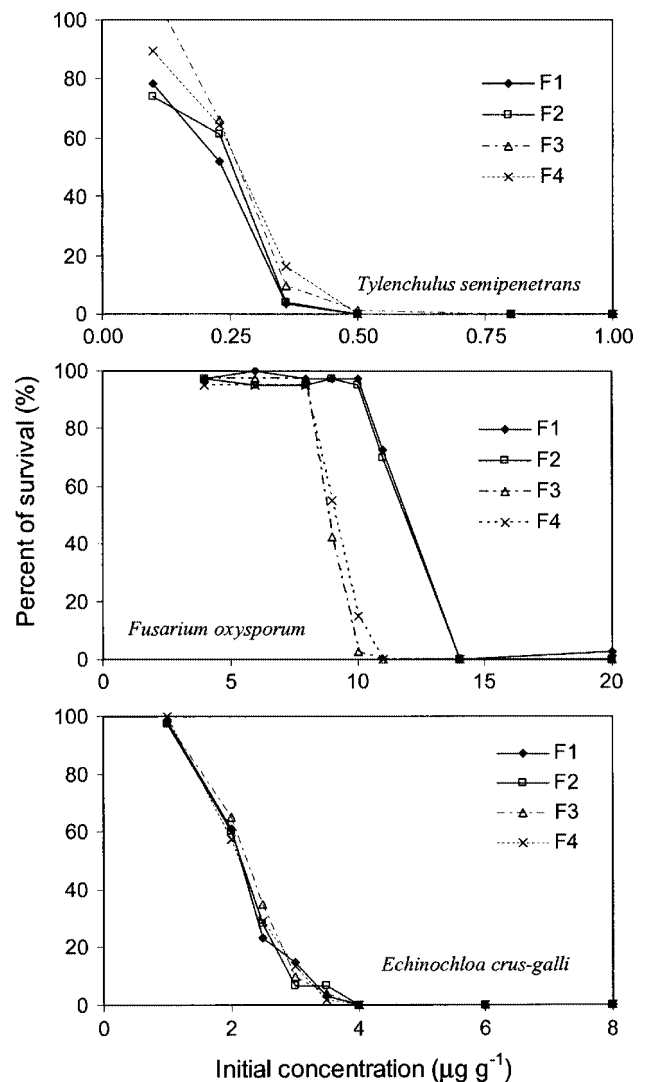 100
80
60
40
20
0
F1
F2
F3
F4
Tylenchulus semipenetrans
0.00 0.25 0.50 0.75 1.00
Percent of survival (%)
100
80
60
40
20
0
F1
F2
F3
F4
Fusarium oxysporum
0 5 10 15 20
100
80
60
40
20
0
F1
F2
F3
F4
Echinochloa crus-galli
0 2 4 6 8
Initial concentration (μg g⁻¹)